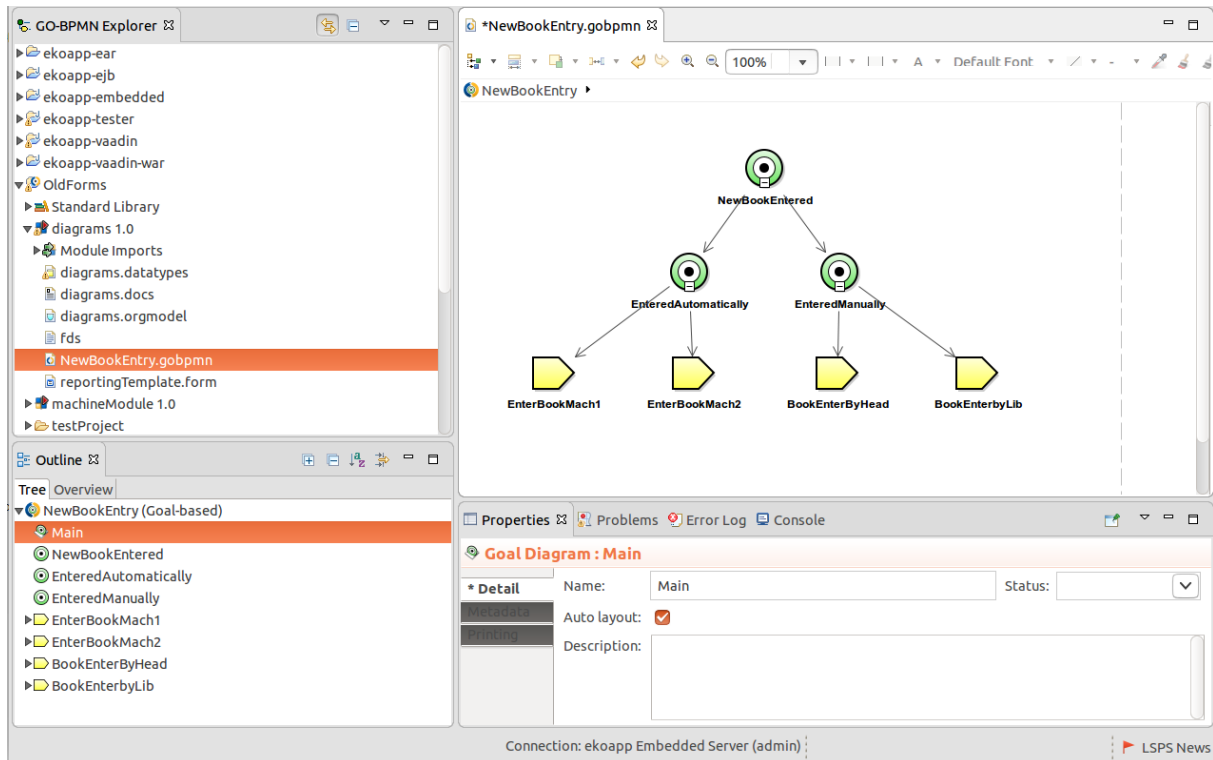 GO-BPMN Explorer
ekoapp-ear
ekoapp-ejb
ekoapp-embedded
ekoapp-tester
ekoapp-vaadin
ekoapp-vaadin-war
OldForms
Standard Library
diagrams 1.0
Module Imports
diagrams.datatypes
diagrams.docs
diagrams.orgmodel
fds
NewBookEntry.gobpmn
reportingTemplate.form
machineModule 1.0
testProject
Outline
Tree Overview
NewBookEntry (Goal-based)
Main
NewBookEntered
EnteredAutomatically
EnteredManually
EnterBookMach1
EnterBookMach2
BookEnterByHead
BookEnterbyLib
*NewBookEntry.gobpmn
100% A Default Font
NewBookEntry
NewBookEntered
EnteredAutomatically EnteredManually
EnterBookMach1 EnterBookMach2 BookEnterByHead BookEnterbyLib
Properties Problems Error Log Console
Goal Diagram : Main
* Detail Name: Main Status:
Metadata Auto layout:
Printing Description:
Connection: ekoapp Embedded Server (admin) LSPS News